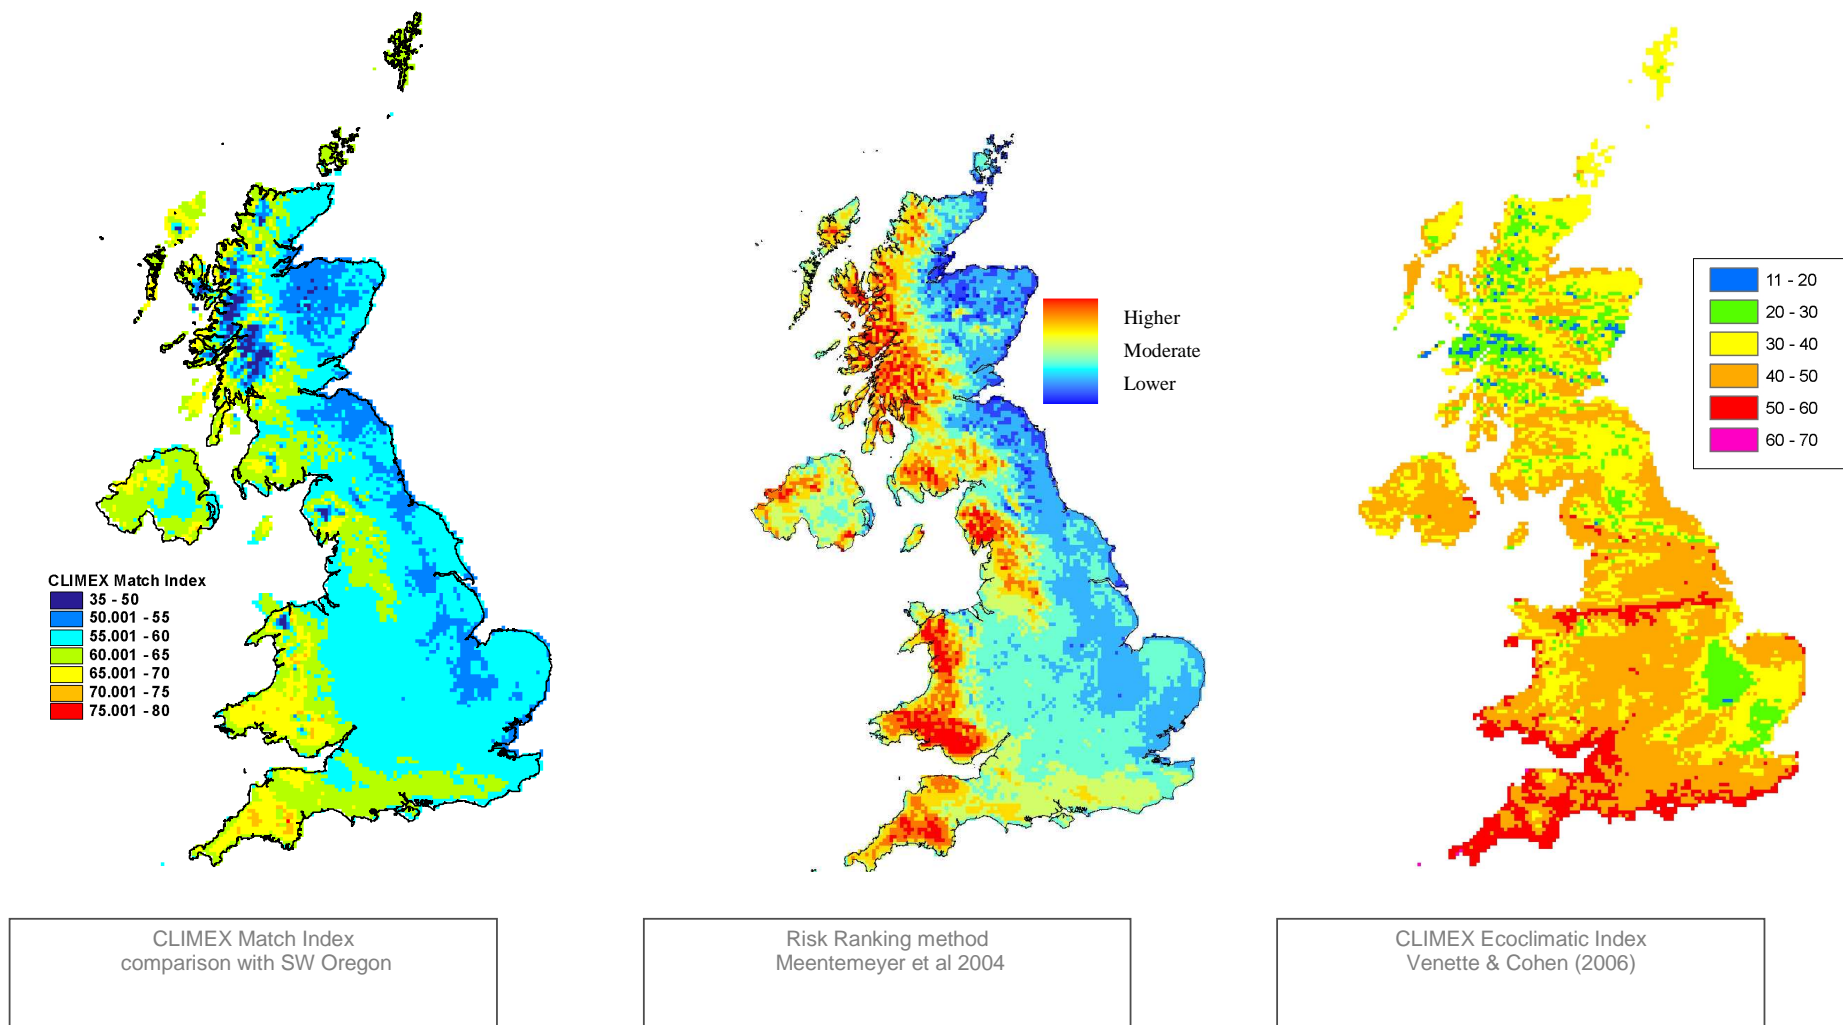 CLIMEX Match Index
35 - 50
50.001 - 55
55.001 - 60
60.001 - 65
65.001 - 70
70.001 - 75
75.001 - 80
Higher
Moderate
Lower
11 - 20
20 - 30
30 - 40
40 - 50
50 - 60
60 - 70
CLIMEX Match Index
comparison with SW Oregon
Risk Ranking method
Meentemeyer et al 2004
CLIMEX Ecoclimatic Index
Venette & Cohen (2006)